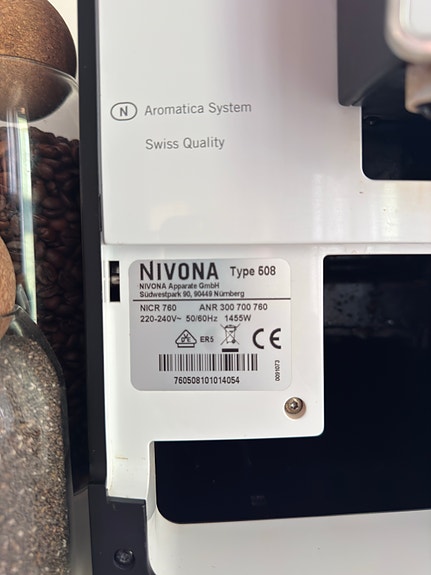 N Aromatica System
Swiss Quality
NIVONA Type 508
NIVONA Apparate GmbH
Südwestpark 90, 90449 Nürnberg
NICR 760 ANR 300 700 760
220-240V~ 50/60Hz 1455W
ER5 CE
760508101014054
0091073